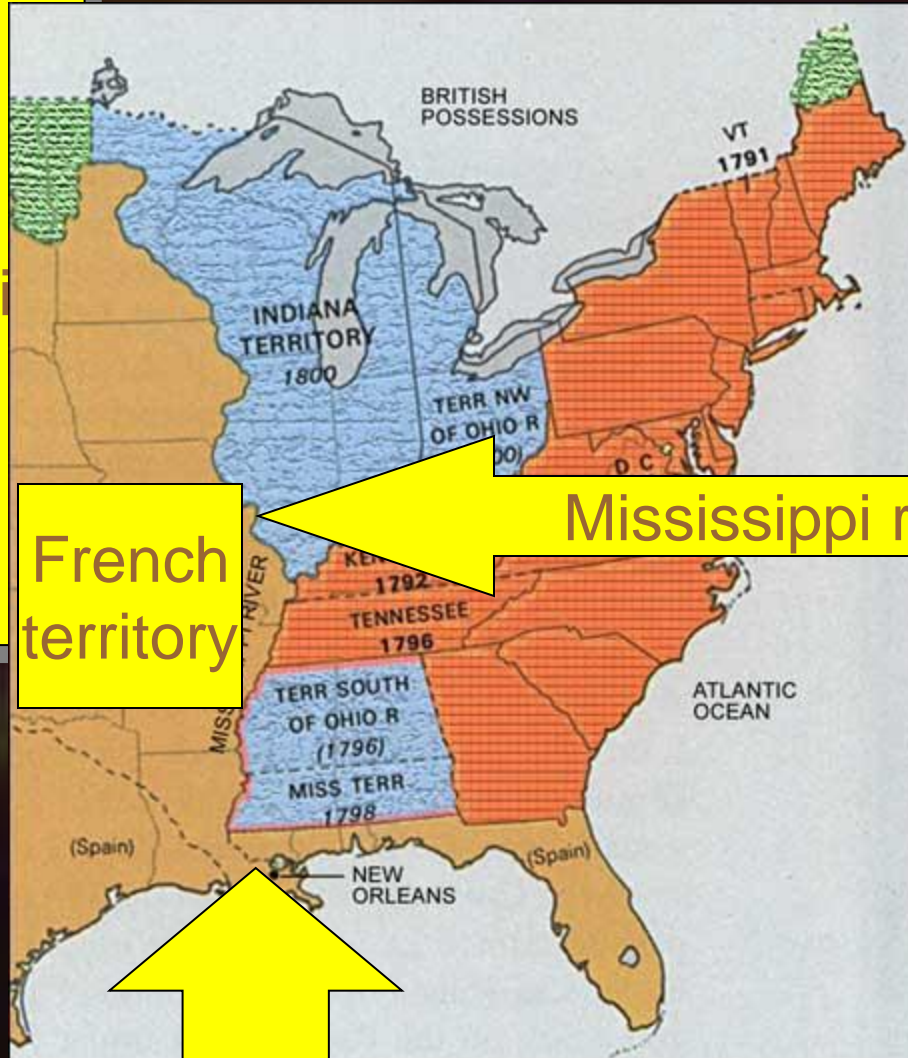 BRITISH
POSSESSIONS
VT
1791
INDIANA
TERRITORY
1800
TERR NW
OF OHIO R
00)
D C
Mississippi r
French
territory
1792
TENNESSEE
1796
TERR SOUTH
OF OHIO R
(1796)
MISS TERR
1798
ATLANTIC
OCEAN
(Spain)
(Spain)
NEW
ORLEANS